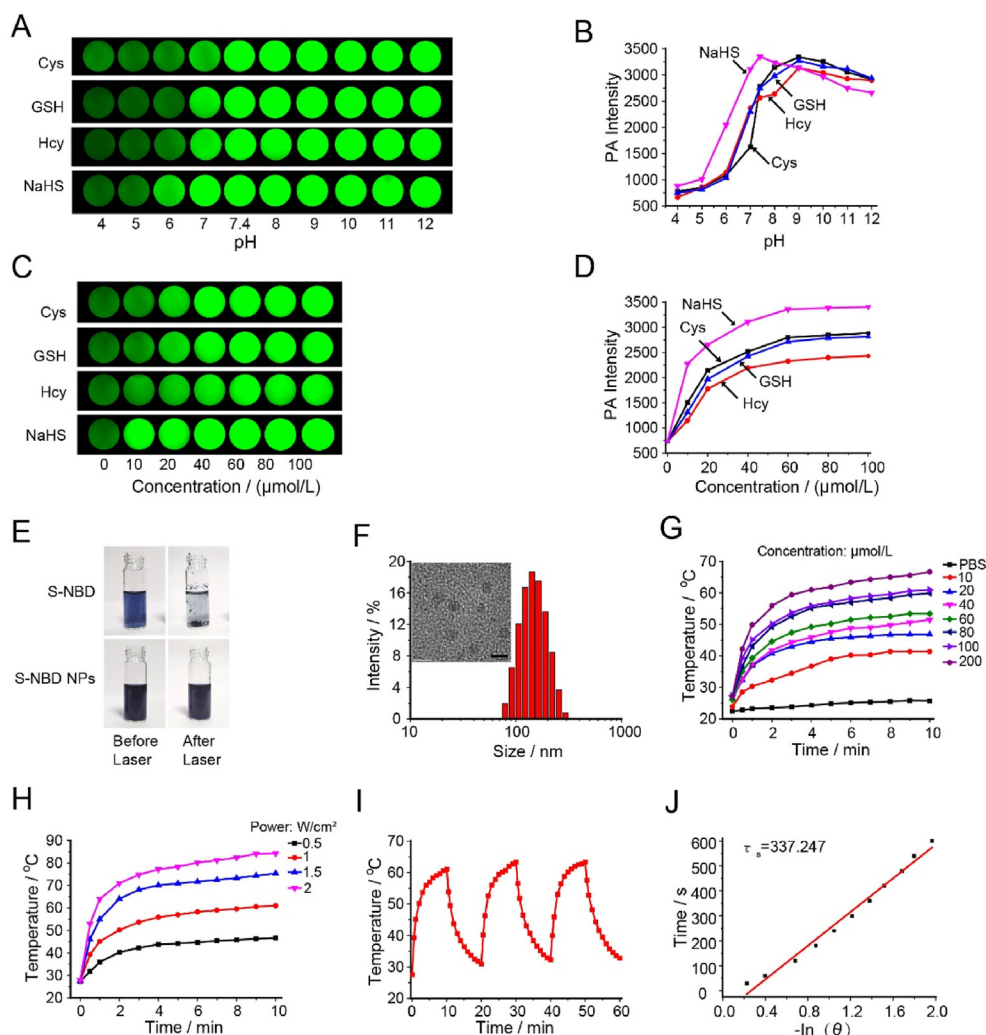 A
Cys
GSH
Hcy
NaHS
4 5 6 7 7.4 8 9 10 11 12
pH
B
PA Intensity
3500
3000
2500
2000
1500
1000
500
NaHS
GSH
Hcy
Cys
4 5 6 7 8 9 10 11 12
pH
C
Cys
GSH
Hcy
NaHS
0 10 20 40 60 80 100
Concentration / (μmol/L)
D
PA Intensity
3500
3000
2500
2000
1500
1000
500
NaHS
Cys
GSH
Hcy
0 20 40 60 80 100
Concentration / (μmol/L)
E
S-NBD
S-NBD NPs
Before
Laser
After
Laser
F
Intensity / %
20
16
12
8
4
0
10 100 1000
Size / nm
G
Temperature / °C
70
60
50
40
30
20
Concentration: μmol/L
PBS
10
20
40
60
80
100
200
0 2 4 6 8 10
Time / min
H
Temperature / °C
90
80
70
60
50
40
30
20
Power: W/cm²
0.5
1
1.5
2
0 2 4 6 8 10
Time / min
I
Temperature / °C
70
60
50
40
30
20
0 10 20 30 40 50 60
Time / min
J
Time / s
600
500
400
300
200
100
0
τ s=337.247
0.0 0.4 0.8 1.2 1.6 2.0
-ln (θ)